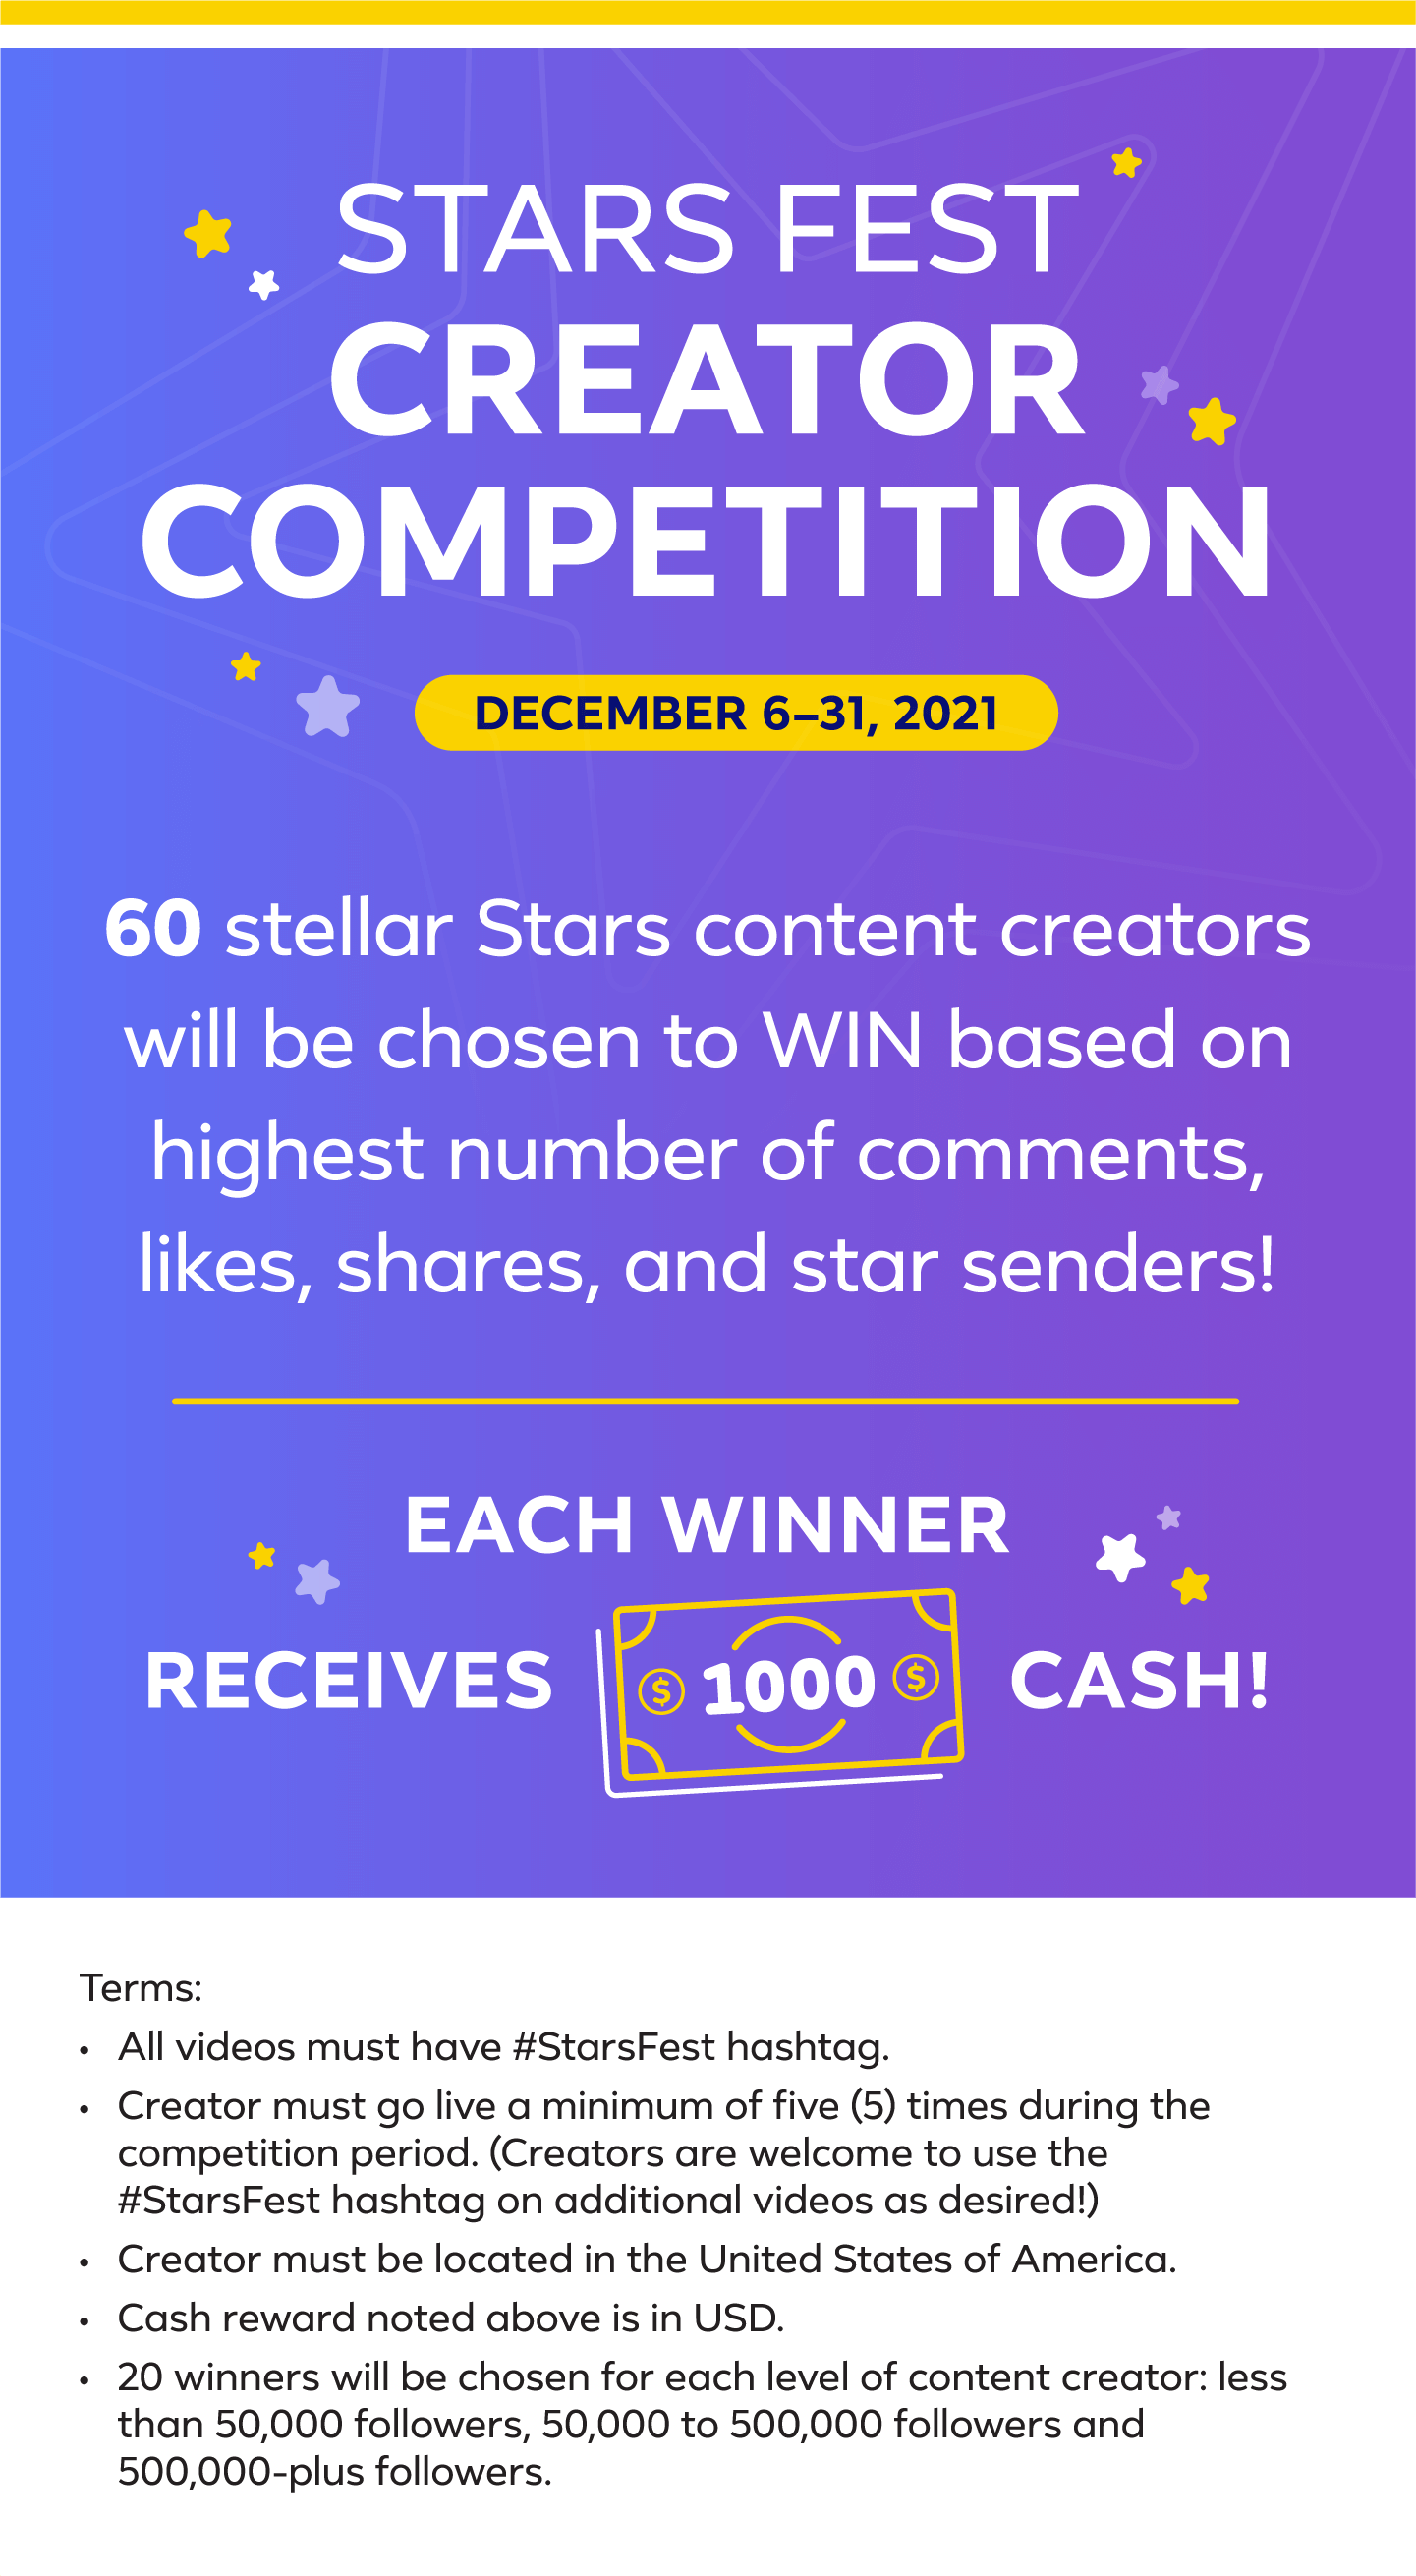 STARS FEST
CREATOR
COMPETITION
DECEMBER 6–31, 2021
60 stellar Stars content creators
will be chosen to WIN based on
highest number of comments,
likes, shares, and star senders!
EACH WINNER
RECEIVES $ 1000 $ CASH!
Terms:
• All videos must have #StarsFest hashtag.
• Creator must go live a minimum of five (5) times during the
competition period. (Creators are welcome to use the
#StarsFest hashtag on additional videos as desired!)
• Creator must be located in the United States of America.
• Cash reward noted above is in USD.
• 20 winners will be chosen for each level of content creator: less
than 50,000 followers, 50,000 to 500,000 followers and
500,000-plus followers.